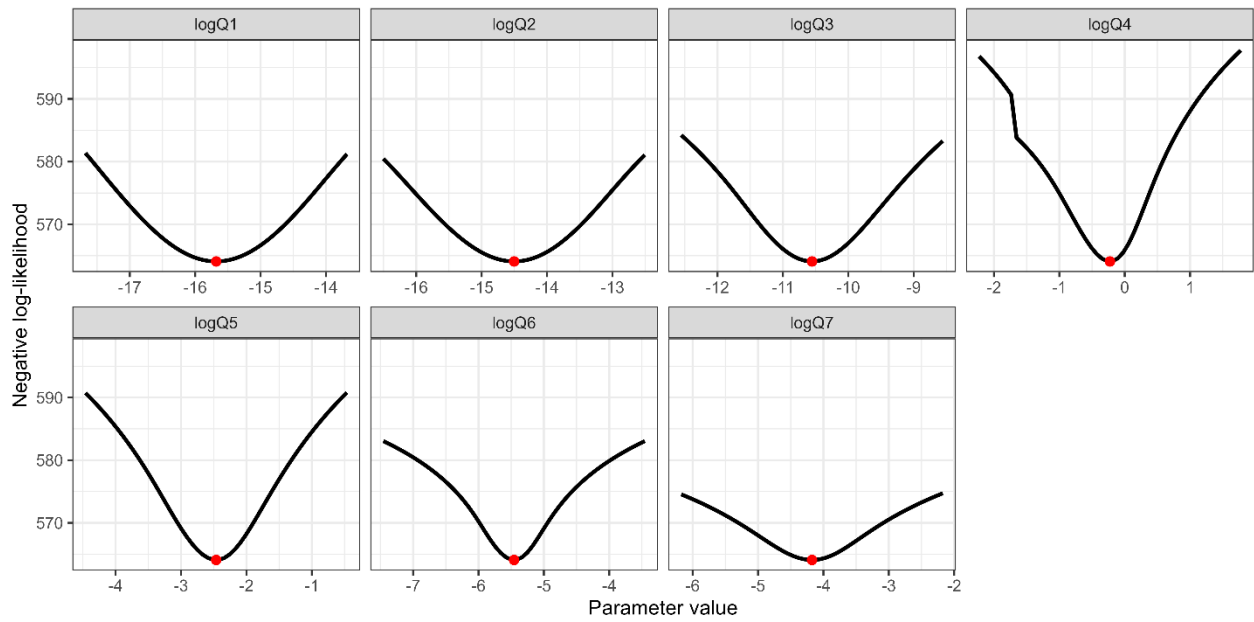 logQ1 logQ2 logQ3 logQ4
590
580
570
-17 -16 -15 -14 -16 -15 -14 -13 -12 -11 -10 -9 -2 -1 0 1
logQ5 logQ6 logQ7
590
580
570
-4 -3 -2 -1 -7 -6 -5 -4 -6 -5 -4 -3 -2
Negative log-likelihood
Parameter value